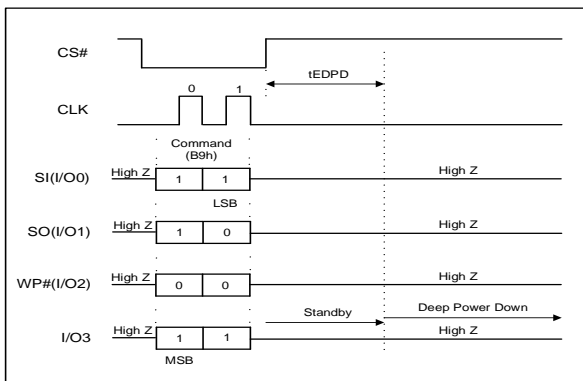 CS#
tEDPD
0 1
CLK
Command
(B9h)
High Z
High Z
SI(I/O0)
1 1
LSB
High Z
High Z
SO(I/O1)
1 0
High Z
High Z
WP#(I/O2)
0 0
Standby
Deep Power Down
High Z
High Z
I/O3
1 1
MSB